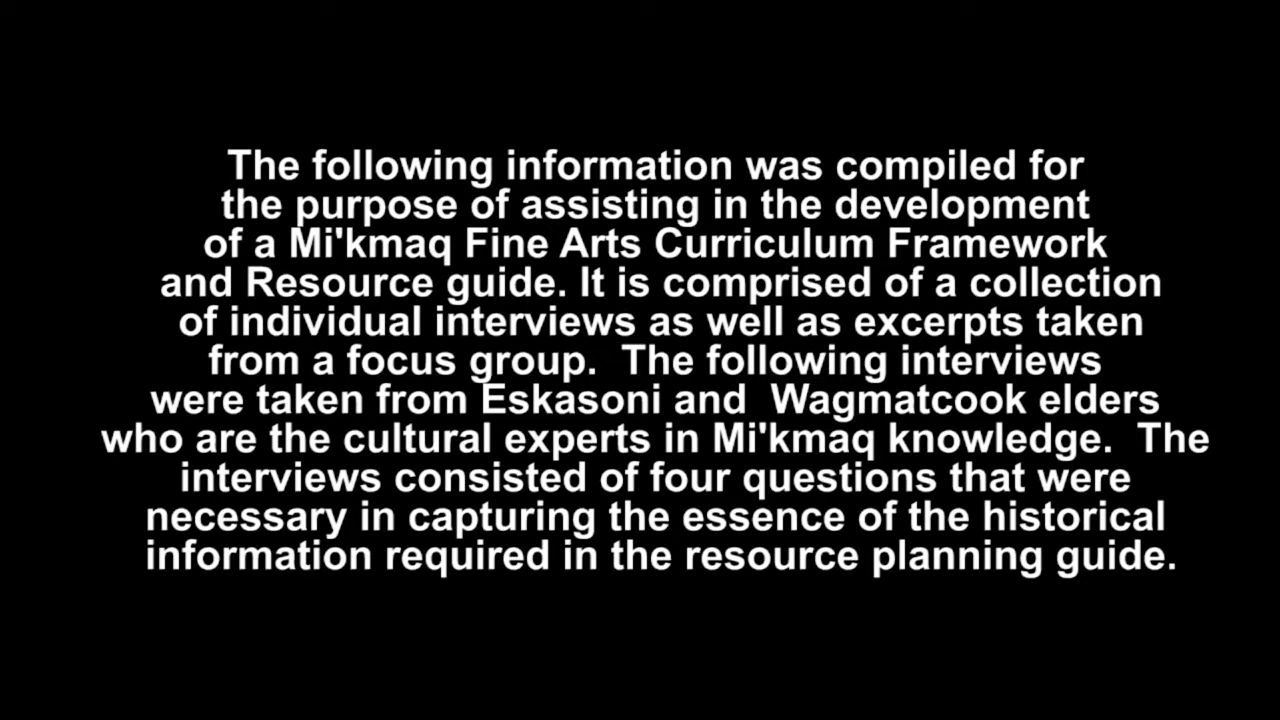 The following information was compiled for
the purpose of assisting in the development
of a Mi'kmaq Fine Arts Curriculum Framework
and Resource guide. It is comprised of a collection
of individual interviews as well as excerpts taken
from a focus group.  The following interviews
were taken from Eskasoni and  Wagmatcook elders
who are the cultural experts in Mi'kmaq knowledge.  The
interviews consisted of four questions that were
necessary in capturing the essence of the historical
information required in the resource planning guide.